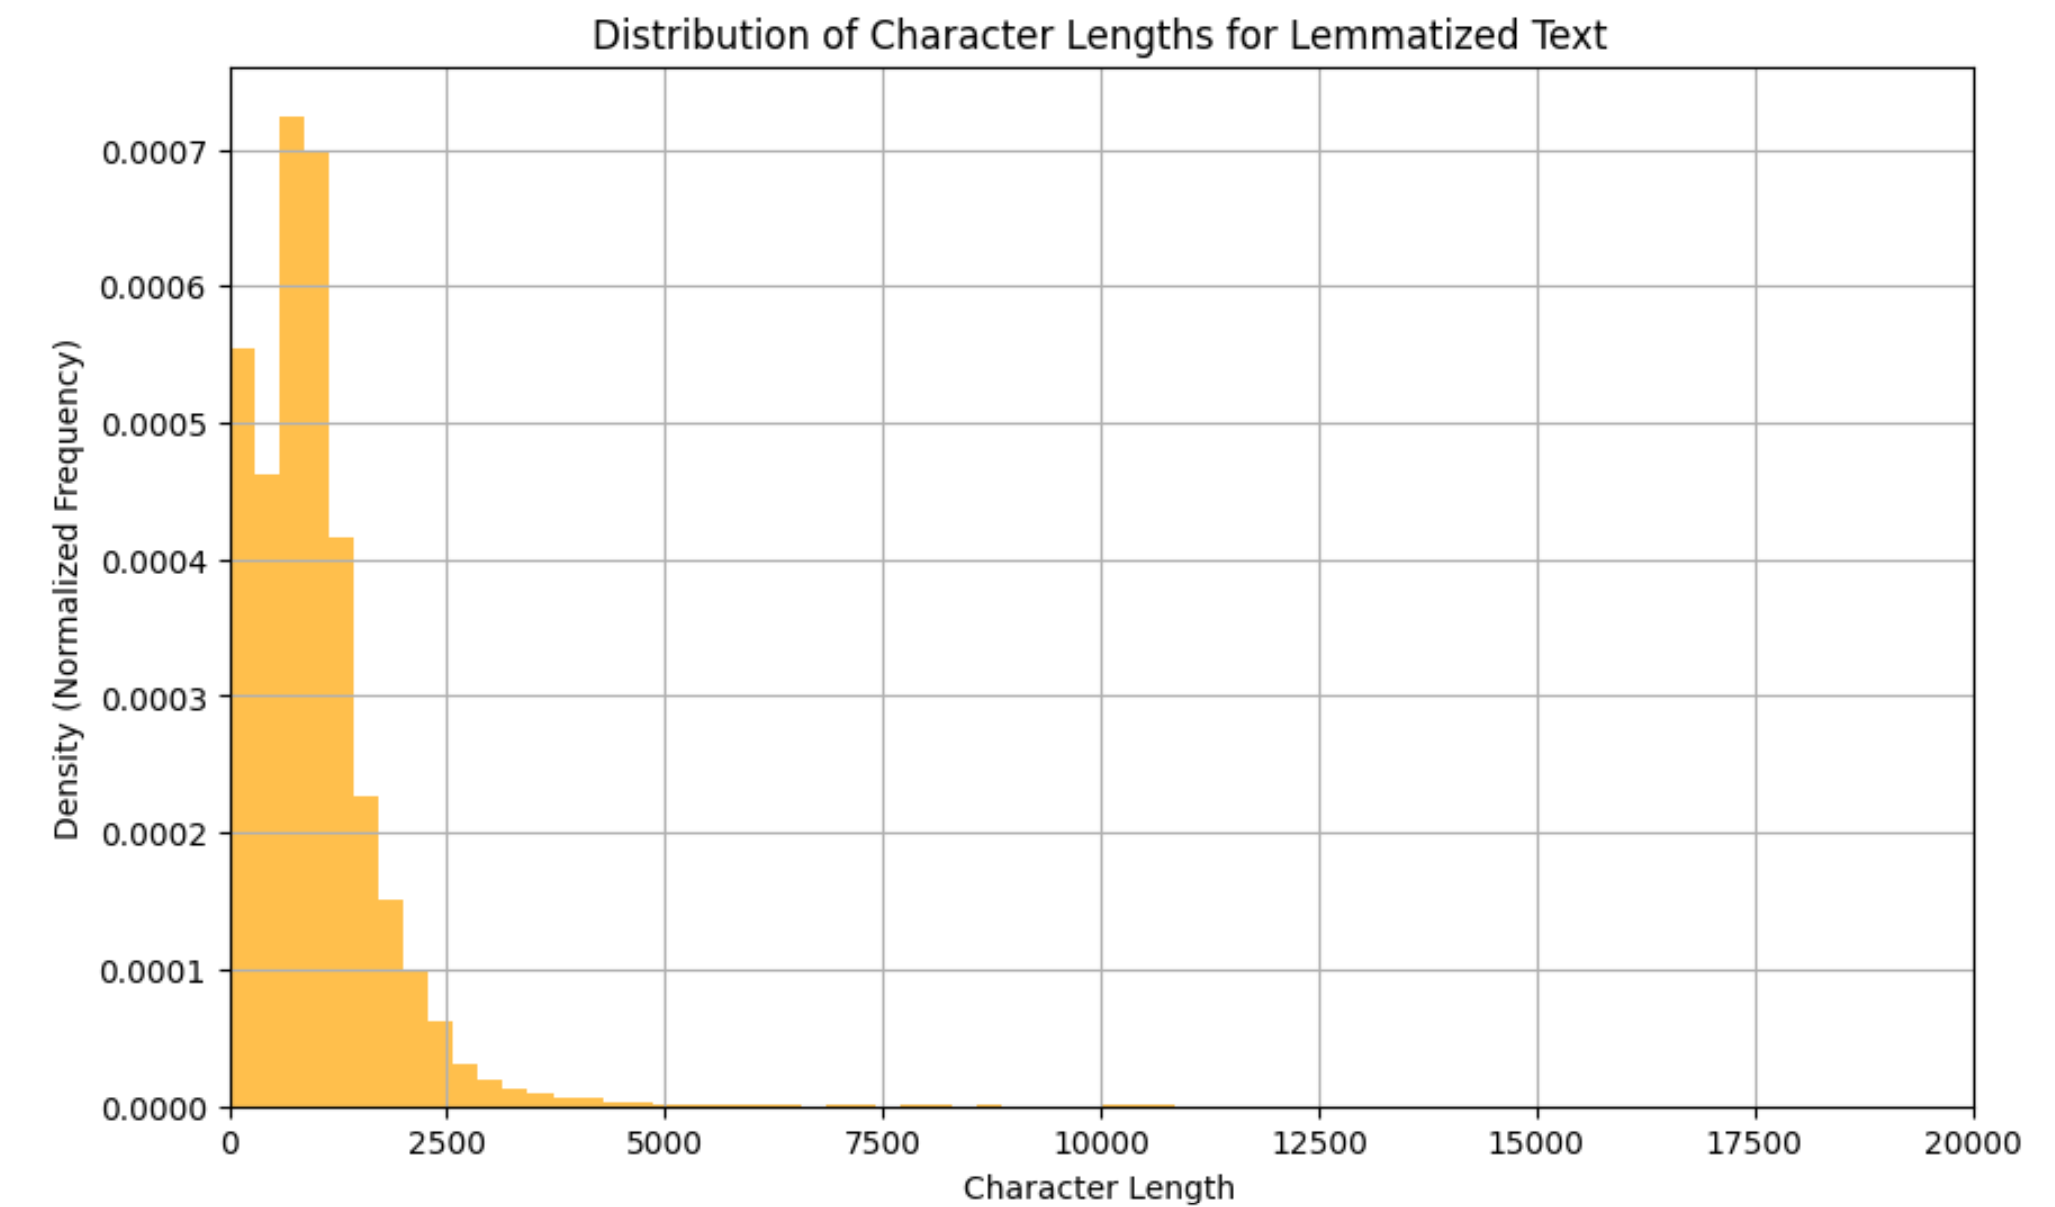 Distribution of Character Lengths for Lemmatized Text
Density (Normalized Frequency)
0.0007
0.0006
0.0005
0.0004
0.0003
0.0002
0.0001
0.0000
0 2500 5000 7500 10000 12500 15000 17500 20000
Character Length